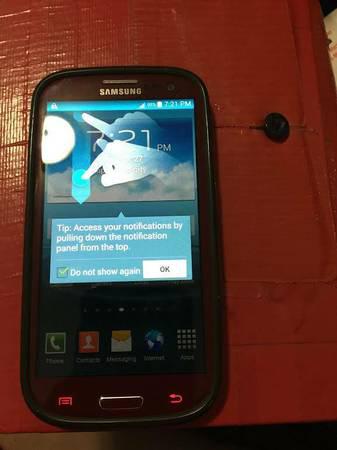 SAMSUNG
93% 7:21 PM
7:21 PM
Tip: Access your notifications by
pulling down the notification
panel from the top.
Do not show again
OK
Phone
Contacts
Messaging
Internet
Apps